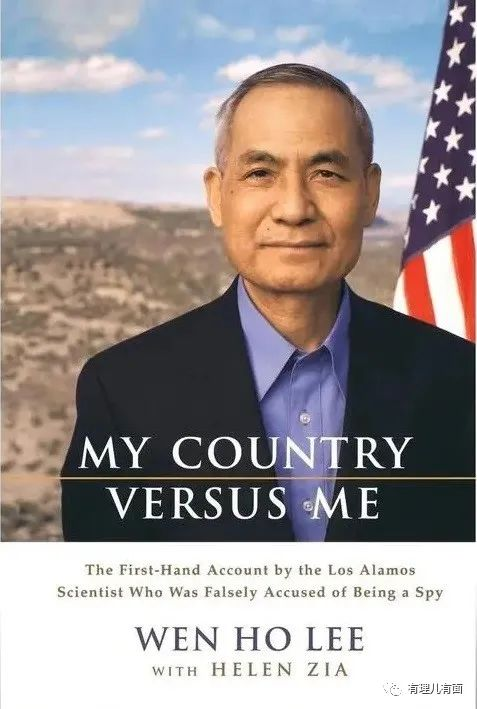 MY COUNTRY
VERSUS ME
The First-Hand Account by the Los Alamos
Scientist Who Was Falsely Accused of Being a Spy
WEN HO LEE
WITH HELEN ZIA
有理儿有面